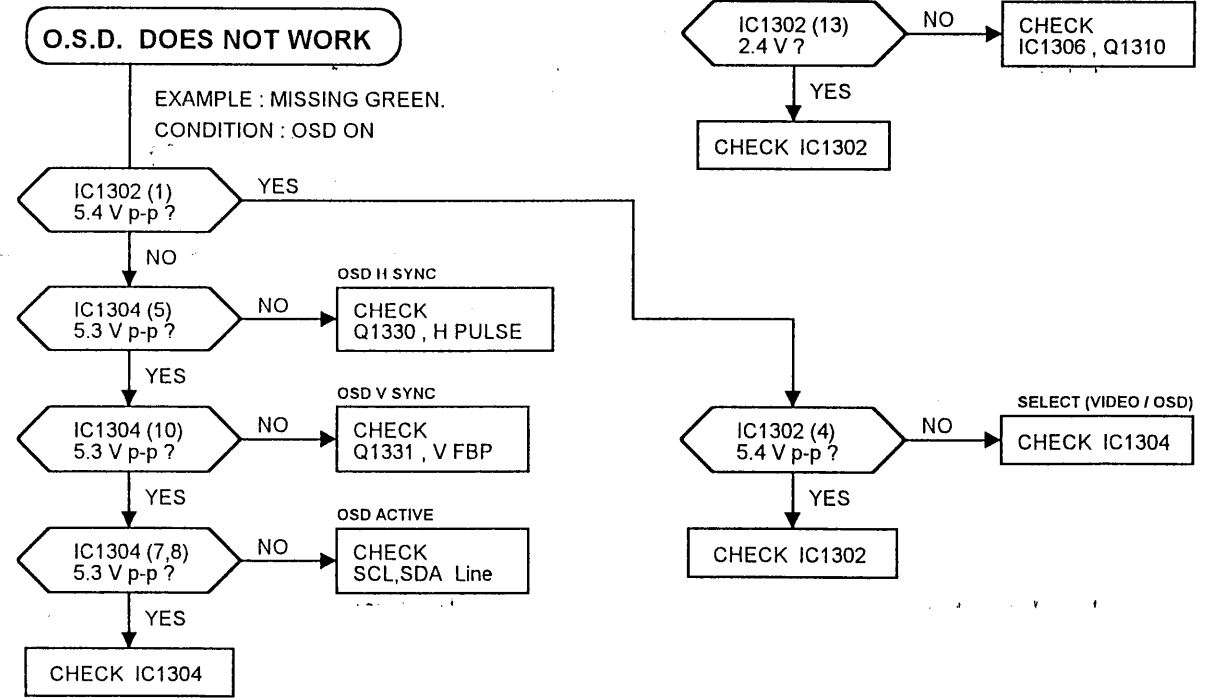 O.S.D. DOES NOT WORK
EXAMPLE : MISSING GREEN.
CONDITION : OSD ON
IC1302 (1)
5.4 V p-p ?
YES
NO
OSD H SYNC
IC1304 (5)
5.3 V p-p ?
NO
CHECK
Q1330 , H PULSE
YES
OSD V SYNC
IC1304 (10)
5.3 V p-p ?
NO
CHECK
Q1331 , V FBP
YES
OSD ACTIVE
IC1304 (7,8)
5.3 V p-p ?
NO
CHECK
SCL,SDA Line
YES
CHECK IC1304
IC1302 (13)
2.4 V ?
NO
CHECK
IC1306 , Q1310
YES
CHECK IC1302
IC1302 (4)
5.4 V p-p ?
NO
SELECT (VIDEO / OSD)
CHECK IC1304
YES
CHECK IC1302